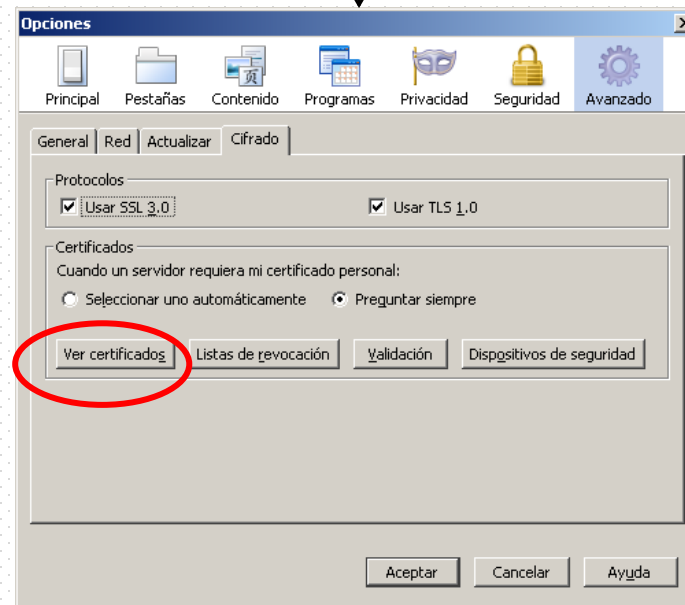 Opciones
Principal Pestañas Contenido Programas Privacidad Seguridad Avanzado
General Red Actualizar Cifrado
Protocolos
Usar SSL 3.0 Usar TLS 1.0
Certificados
Cuando un servidor requiera mi certificado personal:
Seleccionar uno automáticamente Preguntar siempre
Ver certificados Listas de revocación Validación Dispositivos de seguridad
Aceptar Cancelar Ayuda